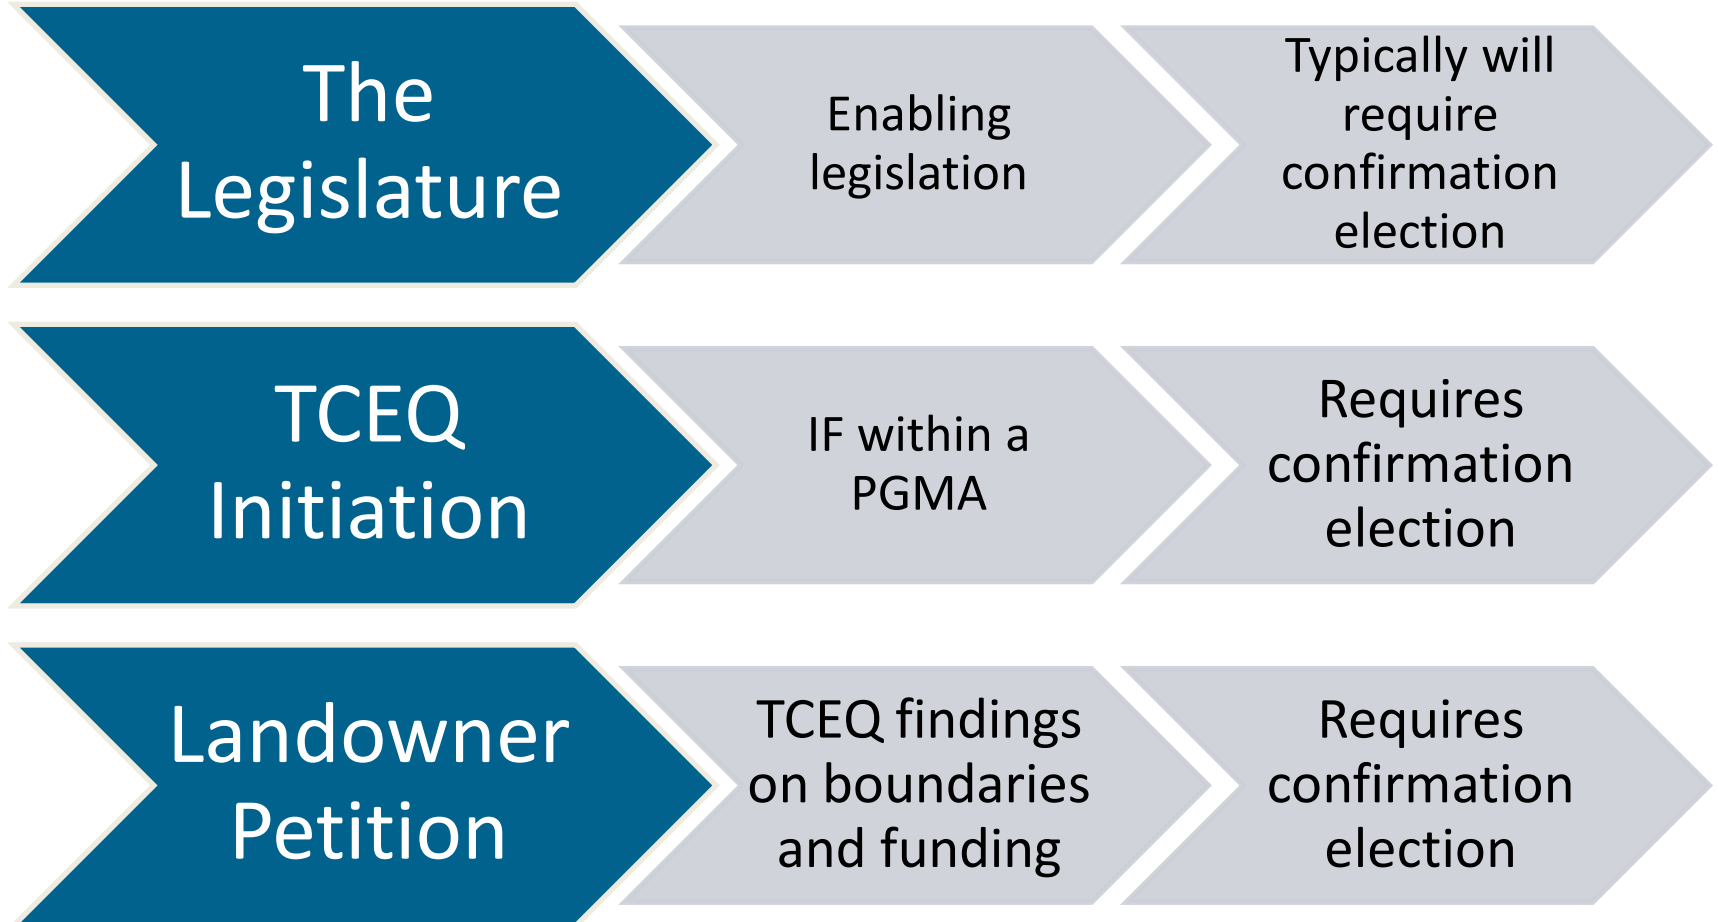 The
Legislature
Enabling
legislation
Typically will
require
confirmation
election
TCEQ
Initiation
IF within a
PGMA
Requires
confirmation
election
Landowner
Petition
TCEQ findings
on boundaries
and funding
Requires
confirmation
election